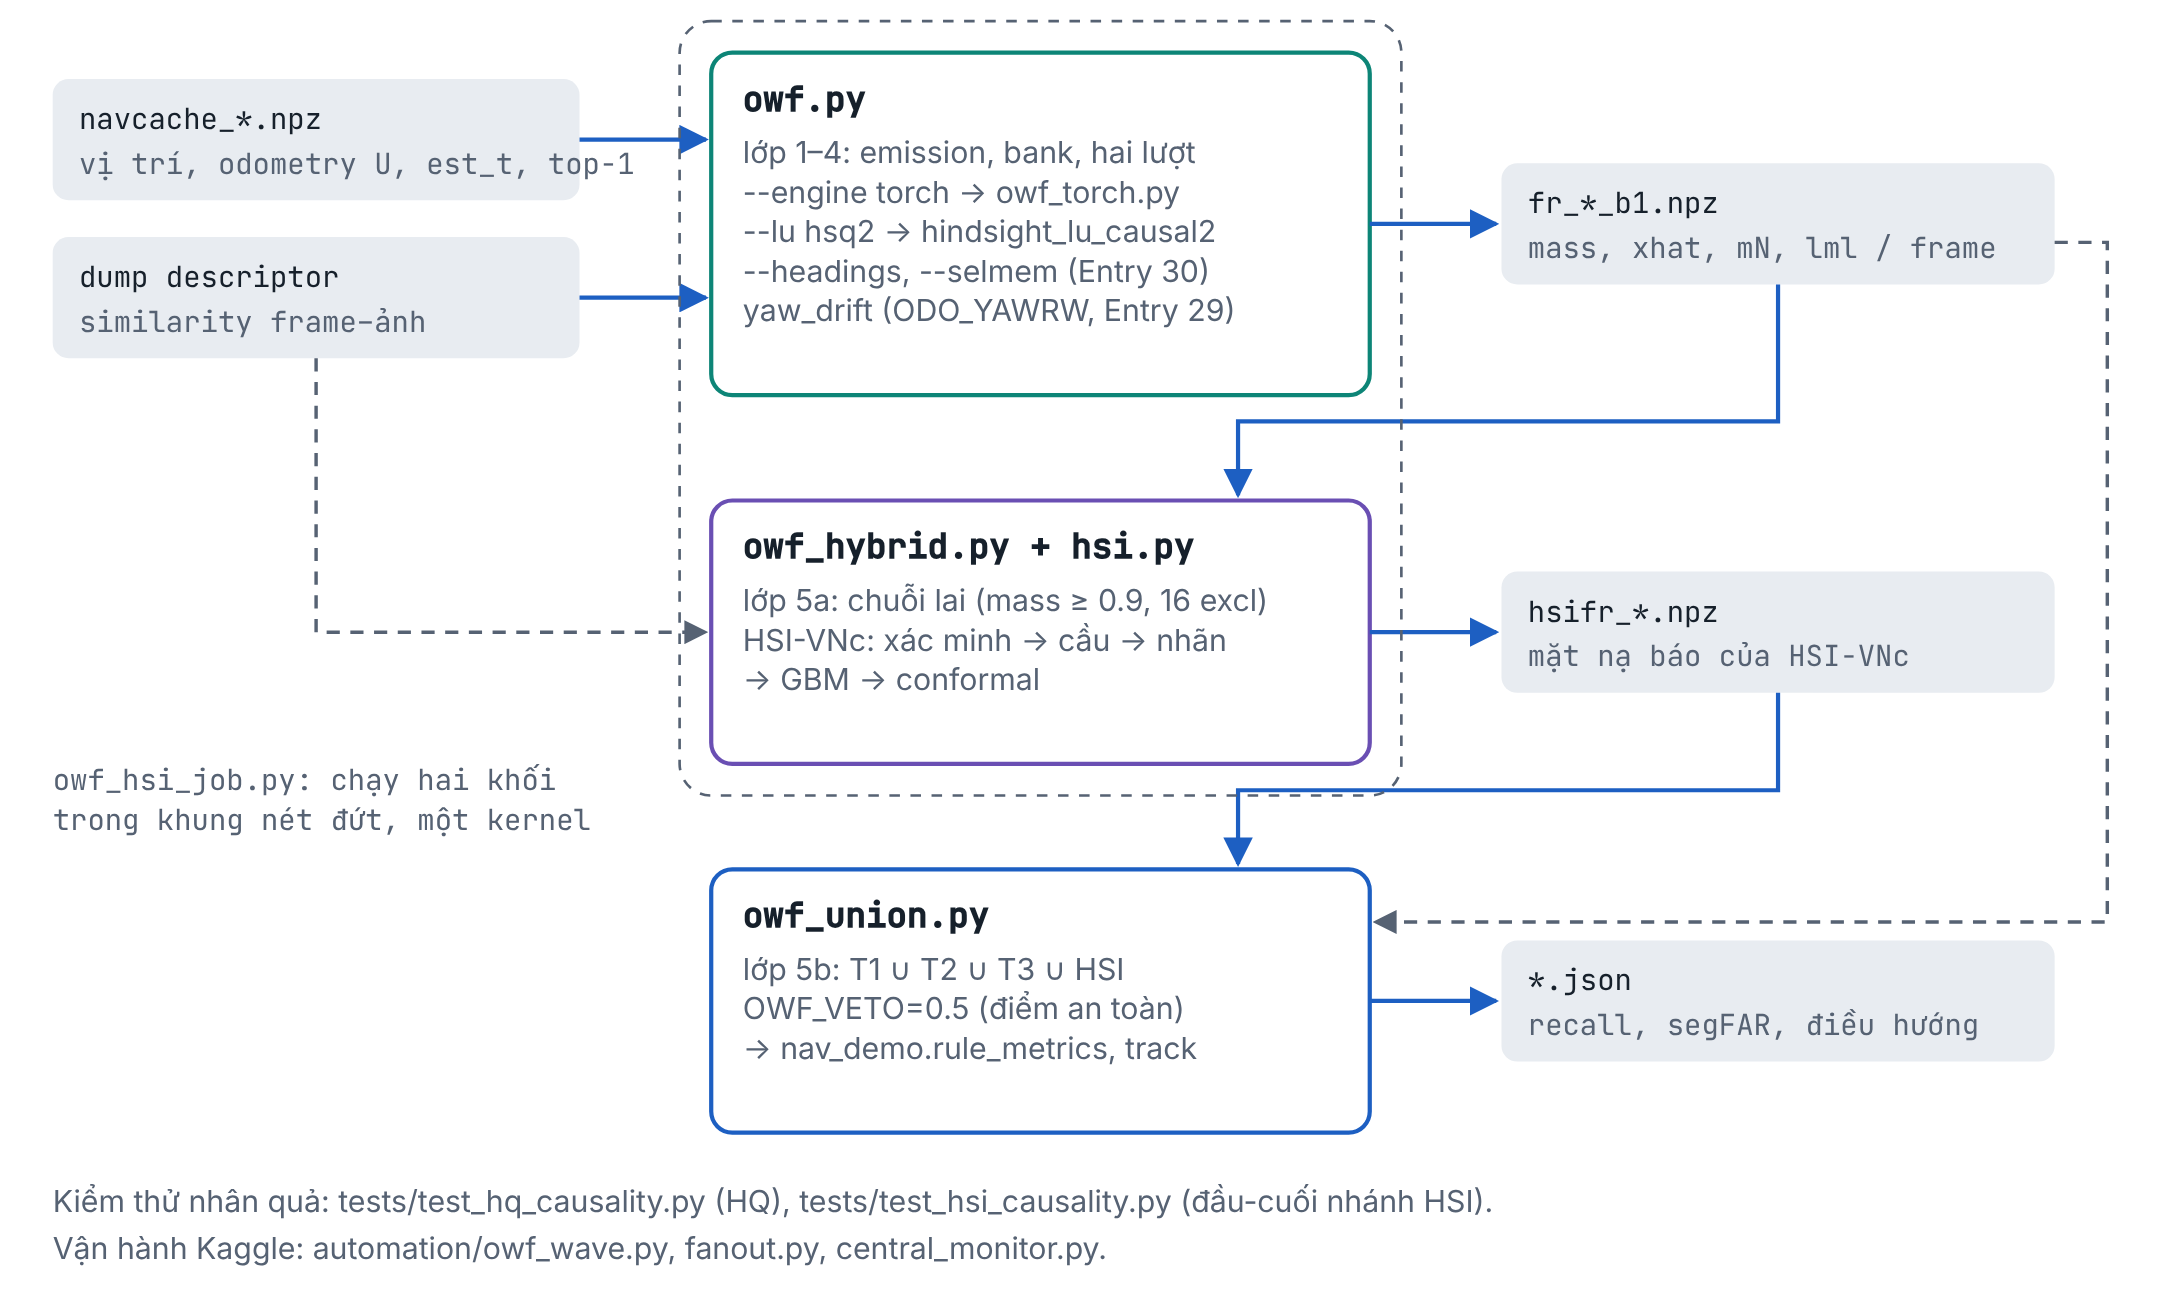 navcache_*.npz
vị trí, odometry U, est_t, top-1
dump descriptor
similarity frame-ảnh
owf.py
lớp 1–4: emission, bank, hai lượt
--engine torch → owf_torch.py
--lu hsq2 → hindsight_lu_causal2
--headings, --selmem (Entry 30)
yaw_drift (ODO_YAWRW, Entry 29)
fr_*_b1.npz
mass, xhat, mN, lml / frame
owf_hybrid.py + hsi.py
lớp 5a: chuỗi lai (mass ≥ 0.9, 16 excl)
HSI-VNc: xác minh → cầu → nhãn
→ GBM → conformal
hsifr_*.npz
mặt nạ báo của HSI-VNc
owf_hsi_job.py: chạy hai khối
trong khung nét đứt, một kernel
owf_union.py
lớp 5b: T1 ∪ T2 ∪ T3 ∪ HSI
OWF_VETO=0.5 (điểm an toàn)
→ nav_demo.rule_metrics, track
*.json
recall, segFAR, điều hướng
Kiểm thử nhân quả: tests/test_hq_causality.py (HQ), tests/test_hsi_causality.py (đầu-cuối nhánh HSI).
Vận hành Kaggle: automation/owf_wave.py, fanout.py, central_monitor.py.